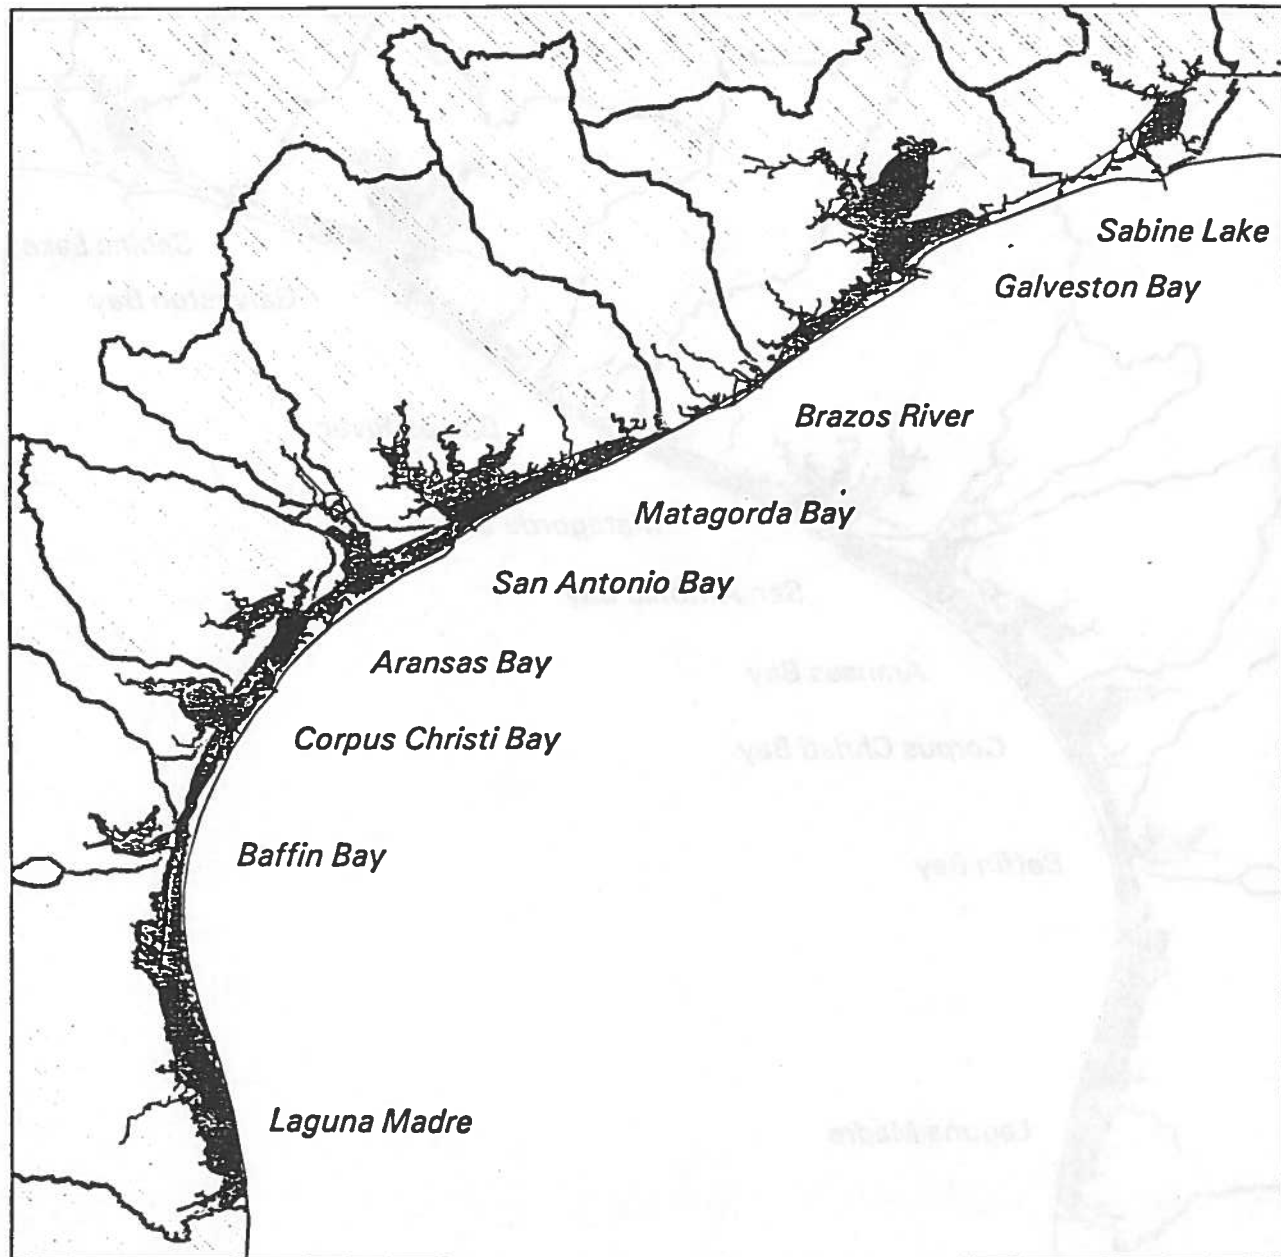 Sabine Lake
Galveston Bay
Brazos River
Matagorda Bay
San Antonio Bay
Aransas Bay
Corpus Christi Bay
Baffin Bay
Laguna Madre